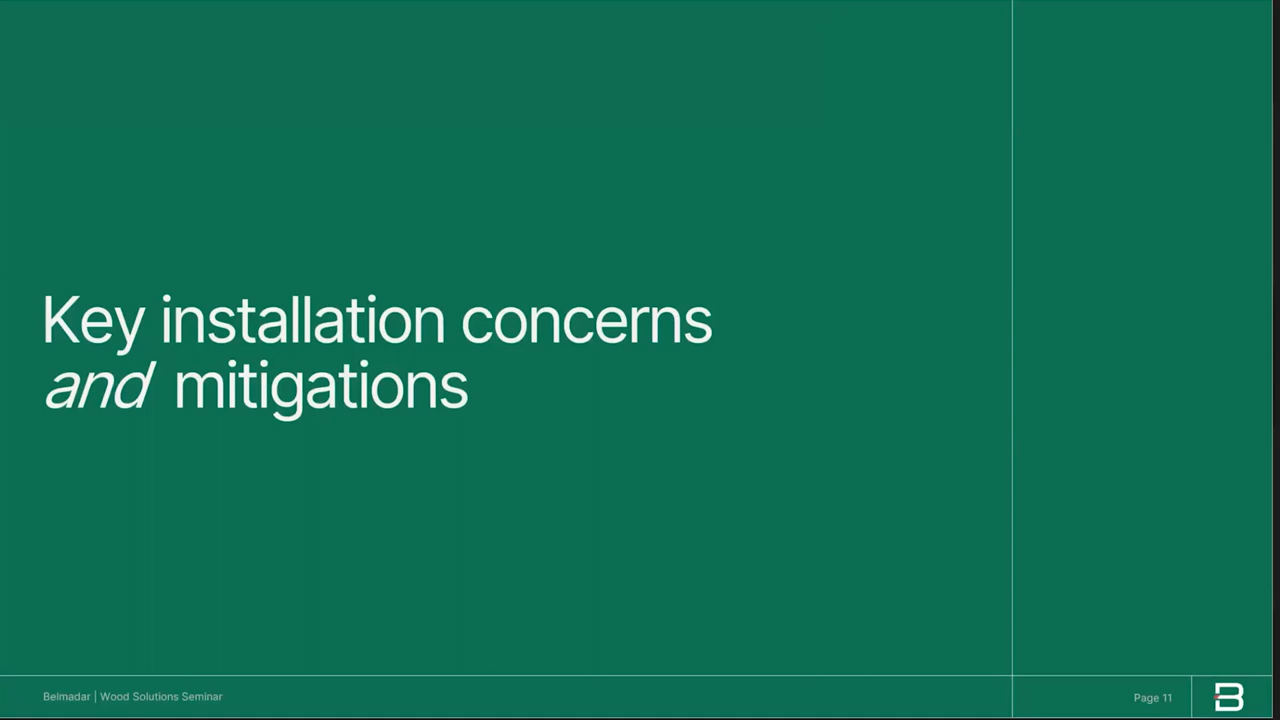 Key installation concerns
and mitigations
Belmadar | Wood Solutions Seminar
Page 11
B